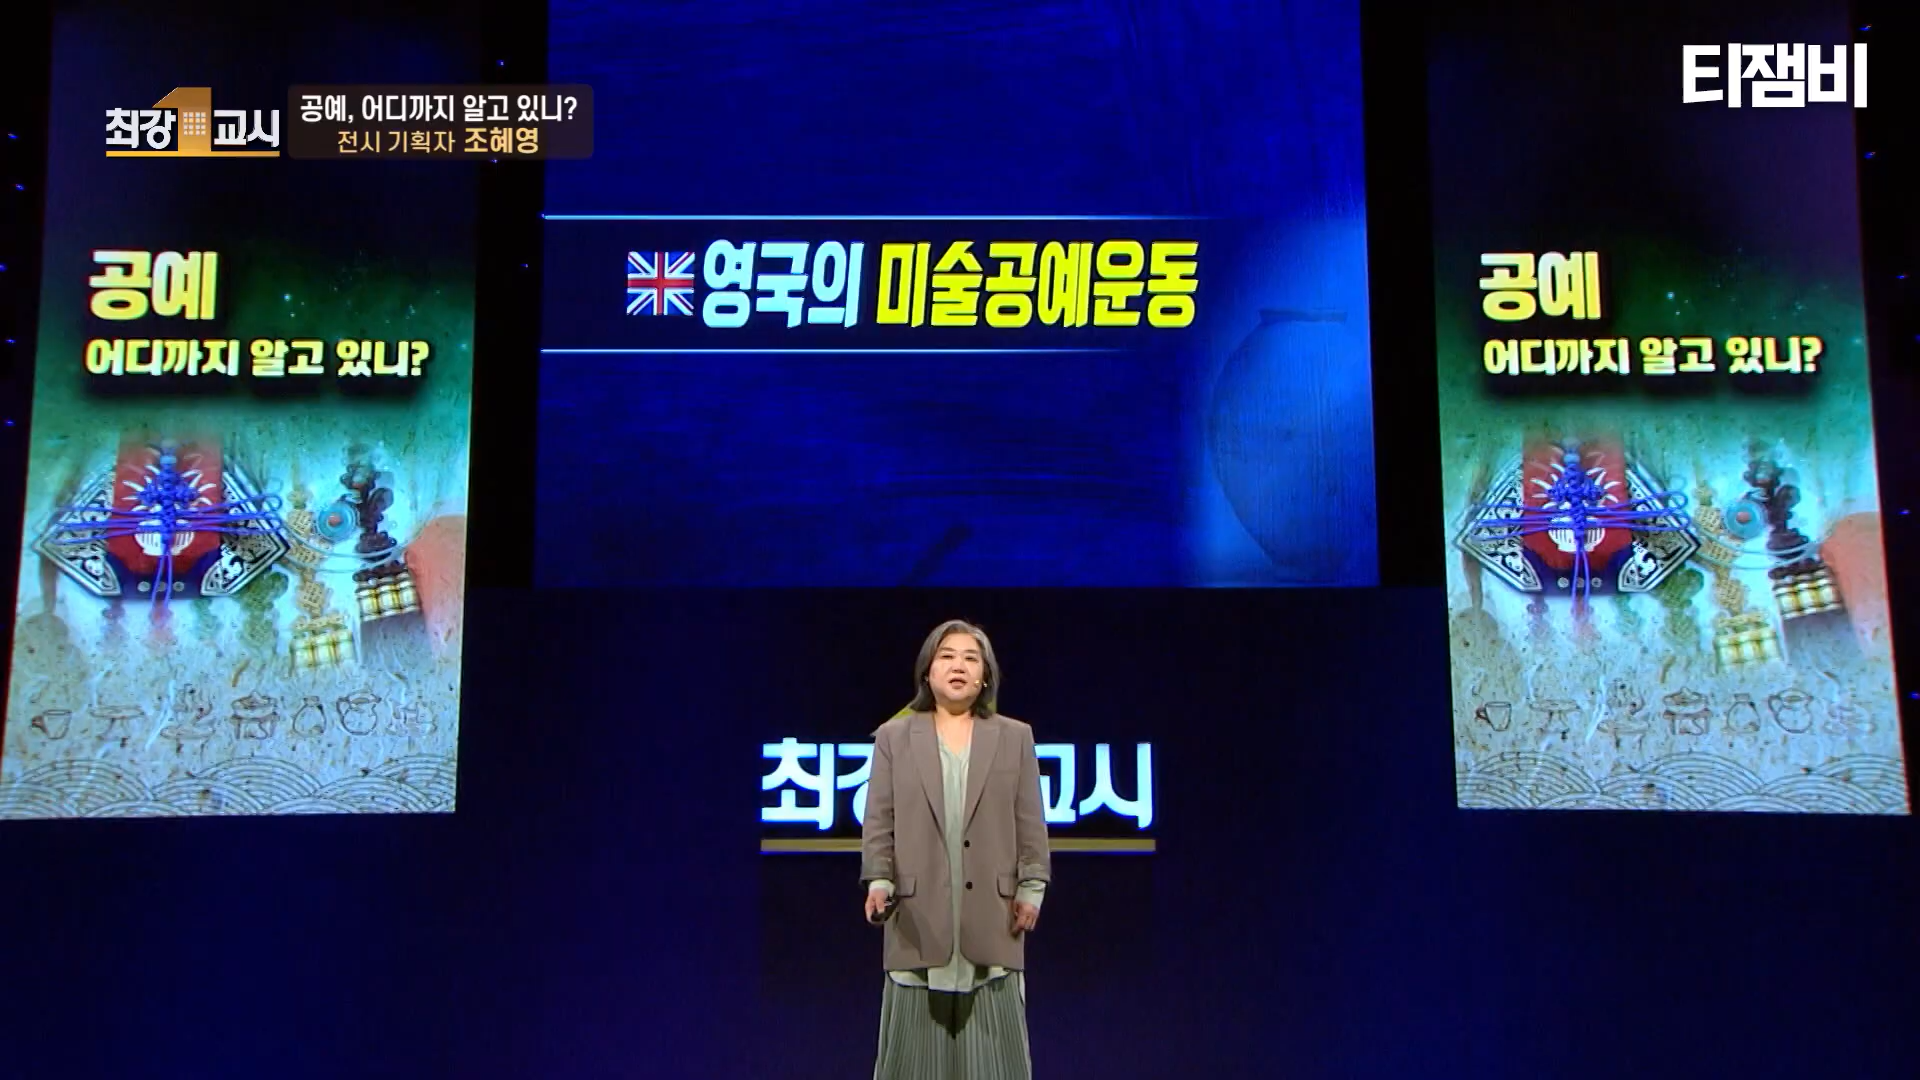 티잼비
최강1교시
공예, 어디까지 알고 있니?
전시 기획자 조혜영
영국의 미술공예운동
공예
어디까지 알고 있니?
공예
어디까지 알고 있니?
최강 교시